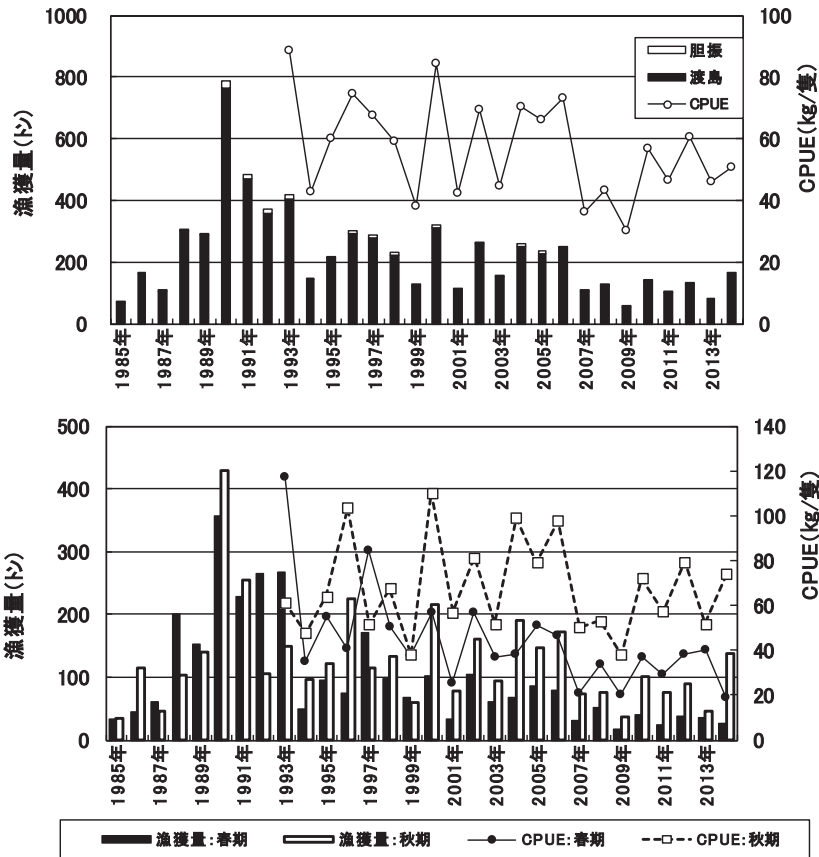 1000
800
600
400
200
0
漁獲量(トン)
100
80
60
40
20
0
CPUE(kg/隻)
胆振
渡島
CPUE
1985年
1987年
1989年
1991年
1993年
1995年
1997年
1999年
2001年
2003年
2005年
2007年
2009年
2011年
2013年
500
400
300
200
100
0
漁獲量(トン)
140
120
100
80
60
40
20
0
CPUE(kg/隻)
1985年
1987年
1989年
1991年
1993年
1995年
1997年
1999年
2001年
2003年
2005年
2007年
2009年
2011年
2013年
漁獲量:春期 漁獲量:秋期 CPUE:春期 CPUE:秋期